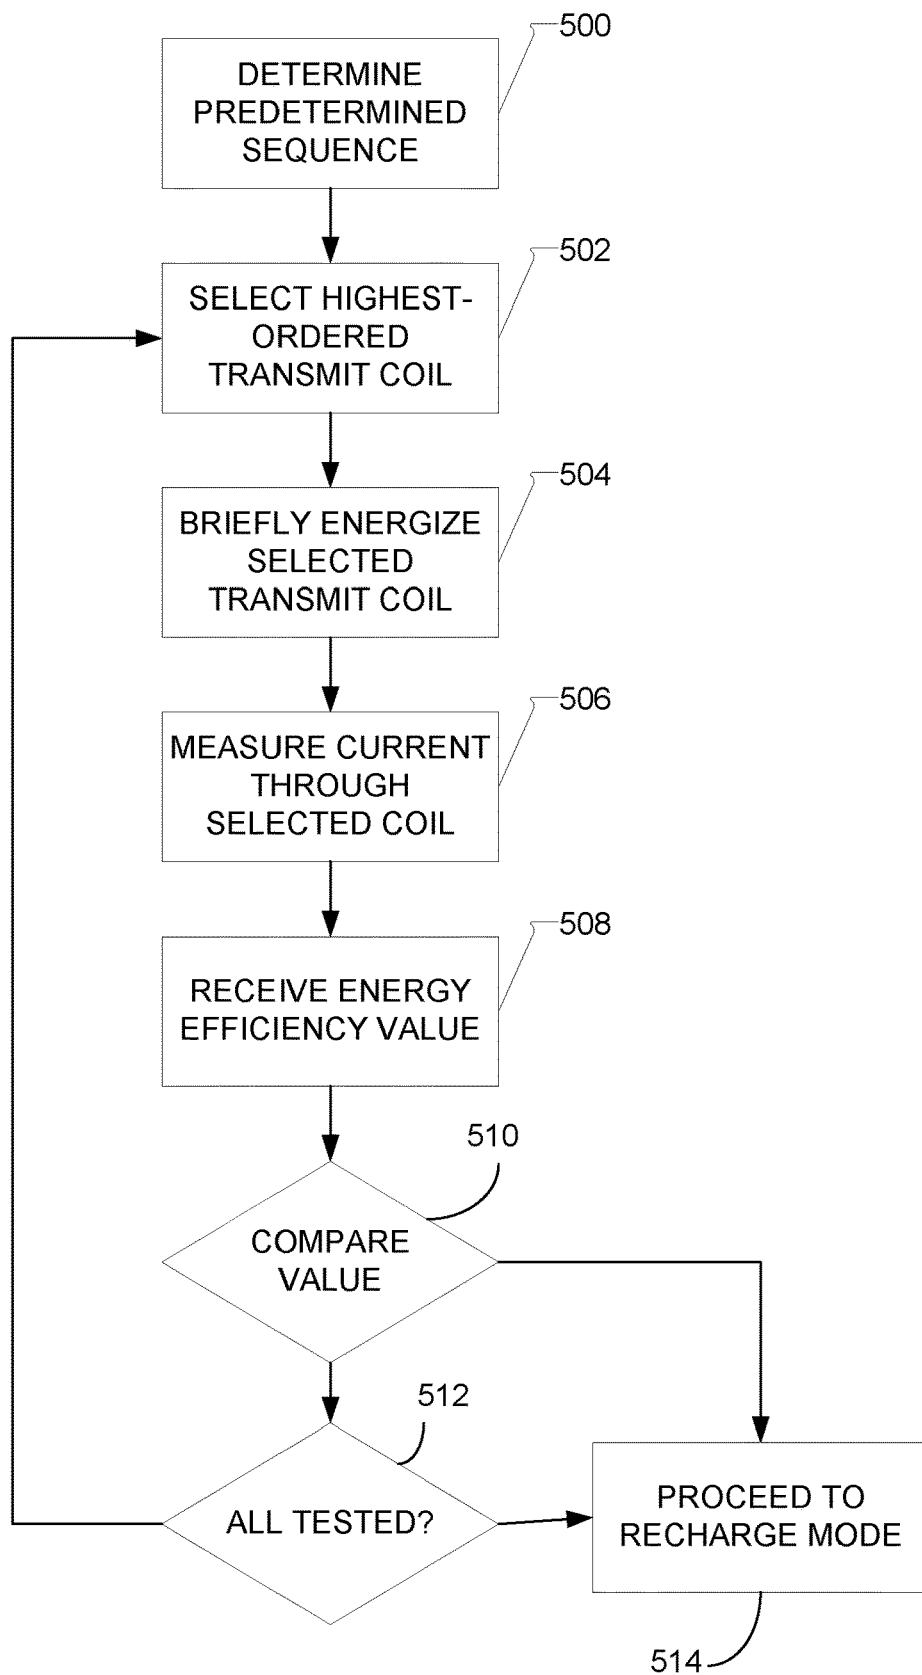 500
DETERMINE
PREDETERMINED
SEQUENCE
502
SELECT HIGHEST-
ORDERED
TRANSMIT COIL
504
BRIEFLY ENERGIZE
SELECTED
TRANSMIT COIL
506
MEASURE CURRENT
THROUGH
SELECTED COIL
508
RECEIVE ENERGY
EFFICIENCY VALUE
510
COMPARE
VALUE
512
ALL TESTED?
PROCEED TO
RECHARGE MODE
514